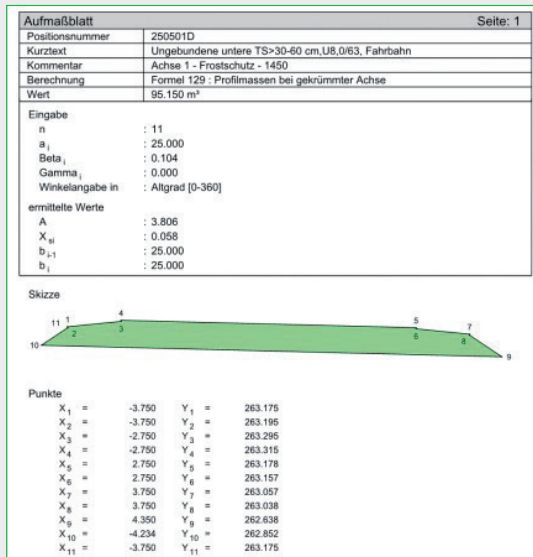 Aufmaßblatt Seite: 1
Positionsnummer 250501D
Kurztext Ungebundene untere TS>30-60 cm,U8,0/63, Fahrbahn
Kommentar Achse 1 - Frostschutz - 1450
Berechnung Formel 129 : Profilmassen bei gekrümmter Achse
Wert 95.150 m³
Eingabe
n : 11
a i : 25.000
Beta i : 0.104
Gamma i : 0.000
Winkelangabe in : Altgrad [0-360]
ermittelte Werte
A : 3.806
X si : 0.058
b i-1 : 25.000
b i : 25.000
Skizze
11 1 4 5 7
2 3 6 8
10 9
Punkte
X 1 = -3.750 Y 1 = 263.175
X 2 = -3.750 Y 2 = 263.195
X 3 = -2.750 Y 3 = 263.295
X 4 = -2.750 Y 4 = 263.315
X 5 = 2.750 Y 5 = 263.178
X 6 = 2.750 Y 6 = 263.157
X 7 = 3.750 Y 7 = 263.057
X 8 = 3.750 Y 8 = 263.038
X 9 = 4.350 Y 9 = 262.638
X 10 = -4.234 Y 10 = 262.852
X 11 = -3.750 Y 11 = 263.175